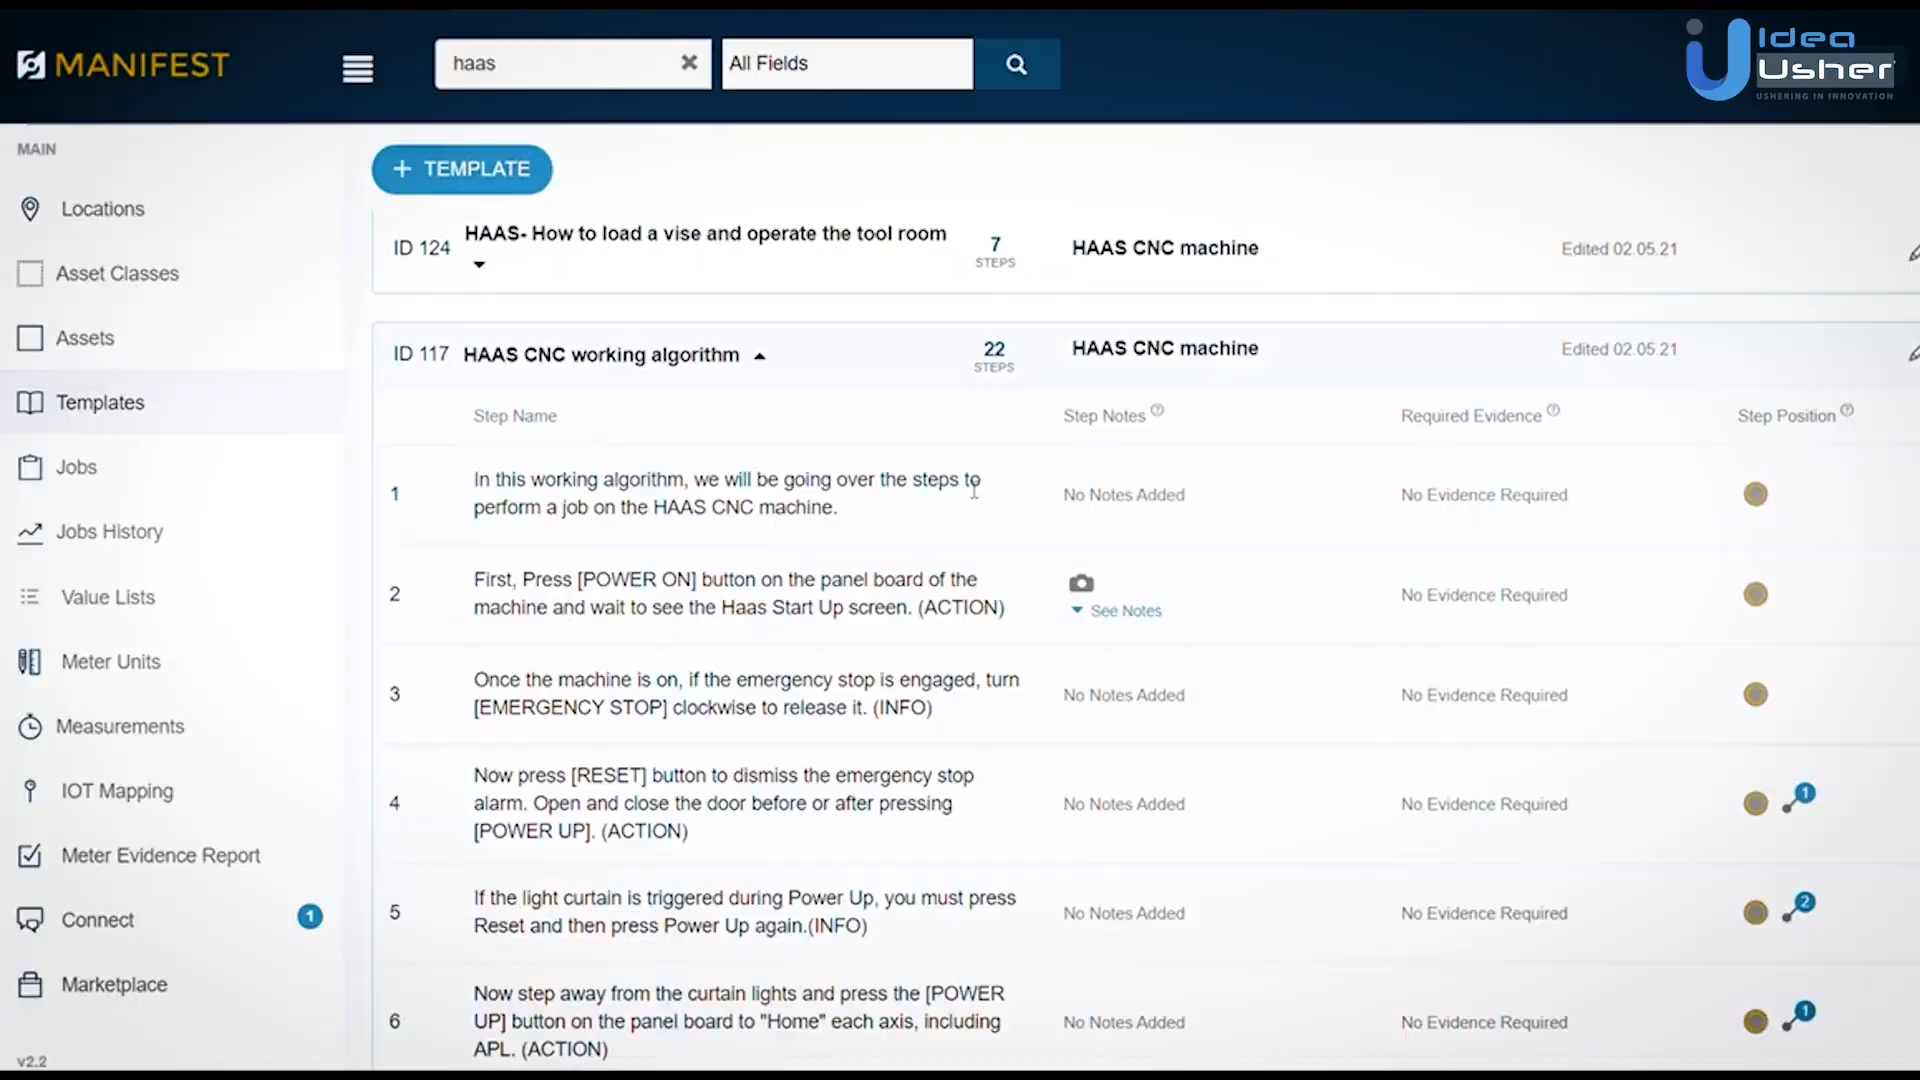 MANIFEST
haas
All Fields
Idea
Usher
USHERING IN INNOVATION
MAIN
Locations
Asset Classes
Assets
Templates
Jobs
Jobs History
Value Lists
Meter Units
Measurements
IOT Mapping
Meter Evidence Report
Connect 1
Marketplace
v2.2
+ TEMPLATE
ID 124 HAAS- How to load a vise and operate the tool room
7
STEPS
HAAS CNC machine
Edited 02.05.21
ID 117 HAAS CNC working algorithm
22
STEPS
HAAS CNC machine
Edited 02.05.21
Step Name Step Notes Required Evidence Step Position
1
In this working algorithm, we will be going over the steps to
perform a job on the HAAS CNC machine.
No Notes Added
No Evidence Required
2
First, Press [POWER ON] button on the panel board of the
machine and wait to see the Haas Start Up screen. (ACTION)
See Notes
No Evidence Required
3
Once the machine is on, if the emergency stop is engaged, turn
[EMERGENCY STOP] clockwise to release it. (INFO)
No Notes Added
No Evidence Required
4
Now press [RESET] button to dismiss the emergency stop
alarm. Open and close the door before or after pressing
[POWER UP]. (ACTION)
No Notes Added
No Evidence Required
1
5
If the light curtain is triggered during Power Up, you must press
Reset and then press Power Up again.(INFO)
No Notes Added
No Evidence Required
2
6
Now step away from the curtain lights and press the [POWER
UP] button on the panel board to "Home" each axis, including
APL. (ACTION)
No Notes Added
No Evidence Required
1